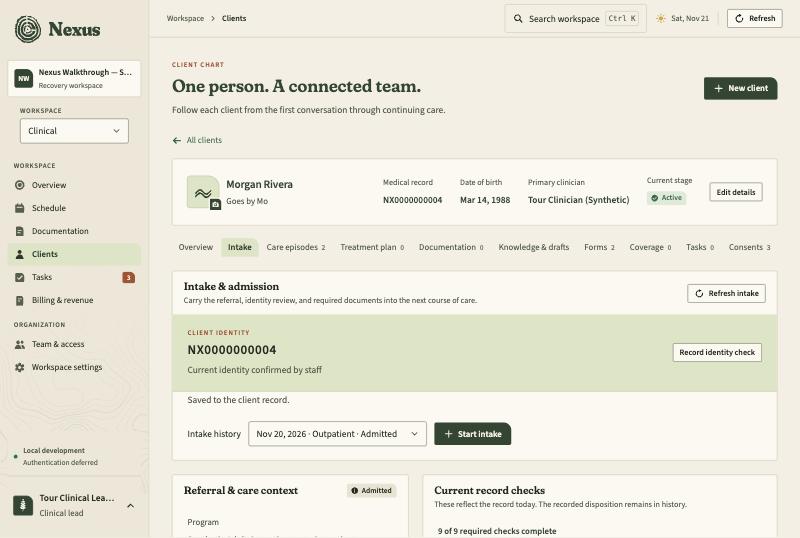 Nexus
Workspace > Clients
Search workspace Ctrl K
Sat, Nov 21
Refresh
NW Nexus Walkthrough — S...
Recovery workspace
WORKSPACE
Clinical
WORKSPACE
Overview
Schedule
Documentation
Clients
Tasks 3
Billing & revenue
ORGANIZATION
Team & access
Workspace settings
Local development
Authentication deferred
Tour Clinical Lea...
Clinical lead
CLIENT CHART
One person. A connected team.
Follow each client from the first conversation through continuing care.
+ New client
← All clients
Morgan Rivera
Goes by Mo
Medical record
NX0000000004
Date of birth
Mar 14, 1988
Primary clinician
Tour Clinician (Synthetic)
Current stage
Active
Edit details
Overview Intake Care episodes 2 Treatment plan 0 Documentation 0 Knowledge & drafts Forms 2 Coverage 0 Tasks 0 Consents 3
Intake & admission
Carry the referral, identity review, and required documents into the next course of care.
Refresh intake
CLIENT IDENTITY
NX0000000004
Current identity confirmed by staff
Record identity check
Saved to the client record.
Intake history Nov 20, 2026 · Outpatient · Admitted + Start intake
Referral & care context Admitted
Program
Current record checks
These reflect the record today. The recorded disposition remains in history.
9 of 9 required checks complete